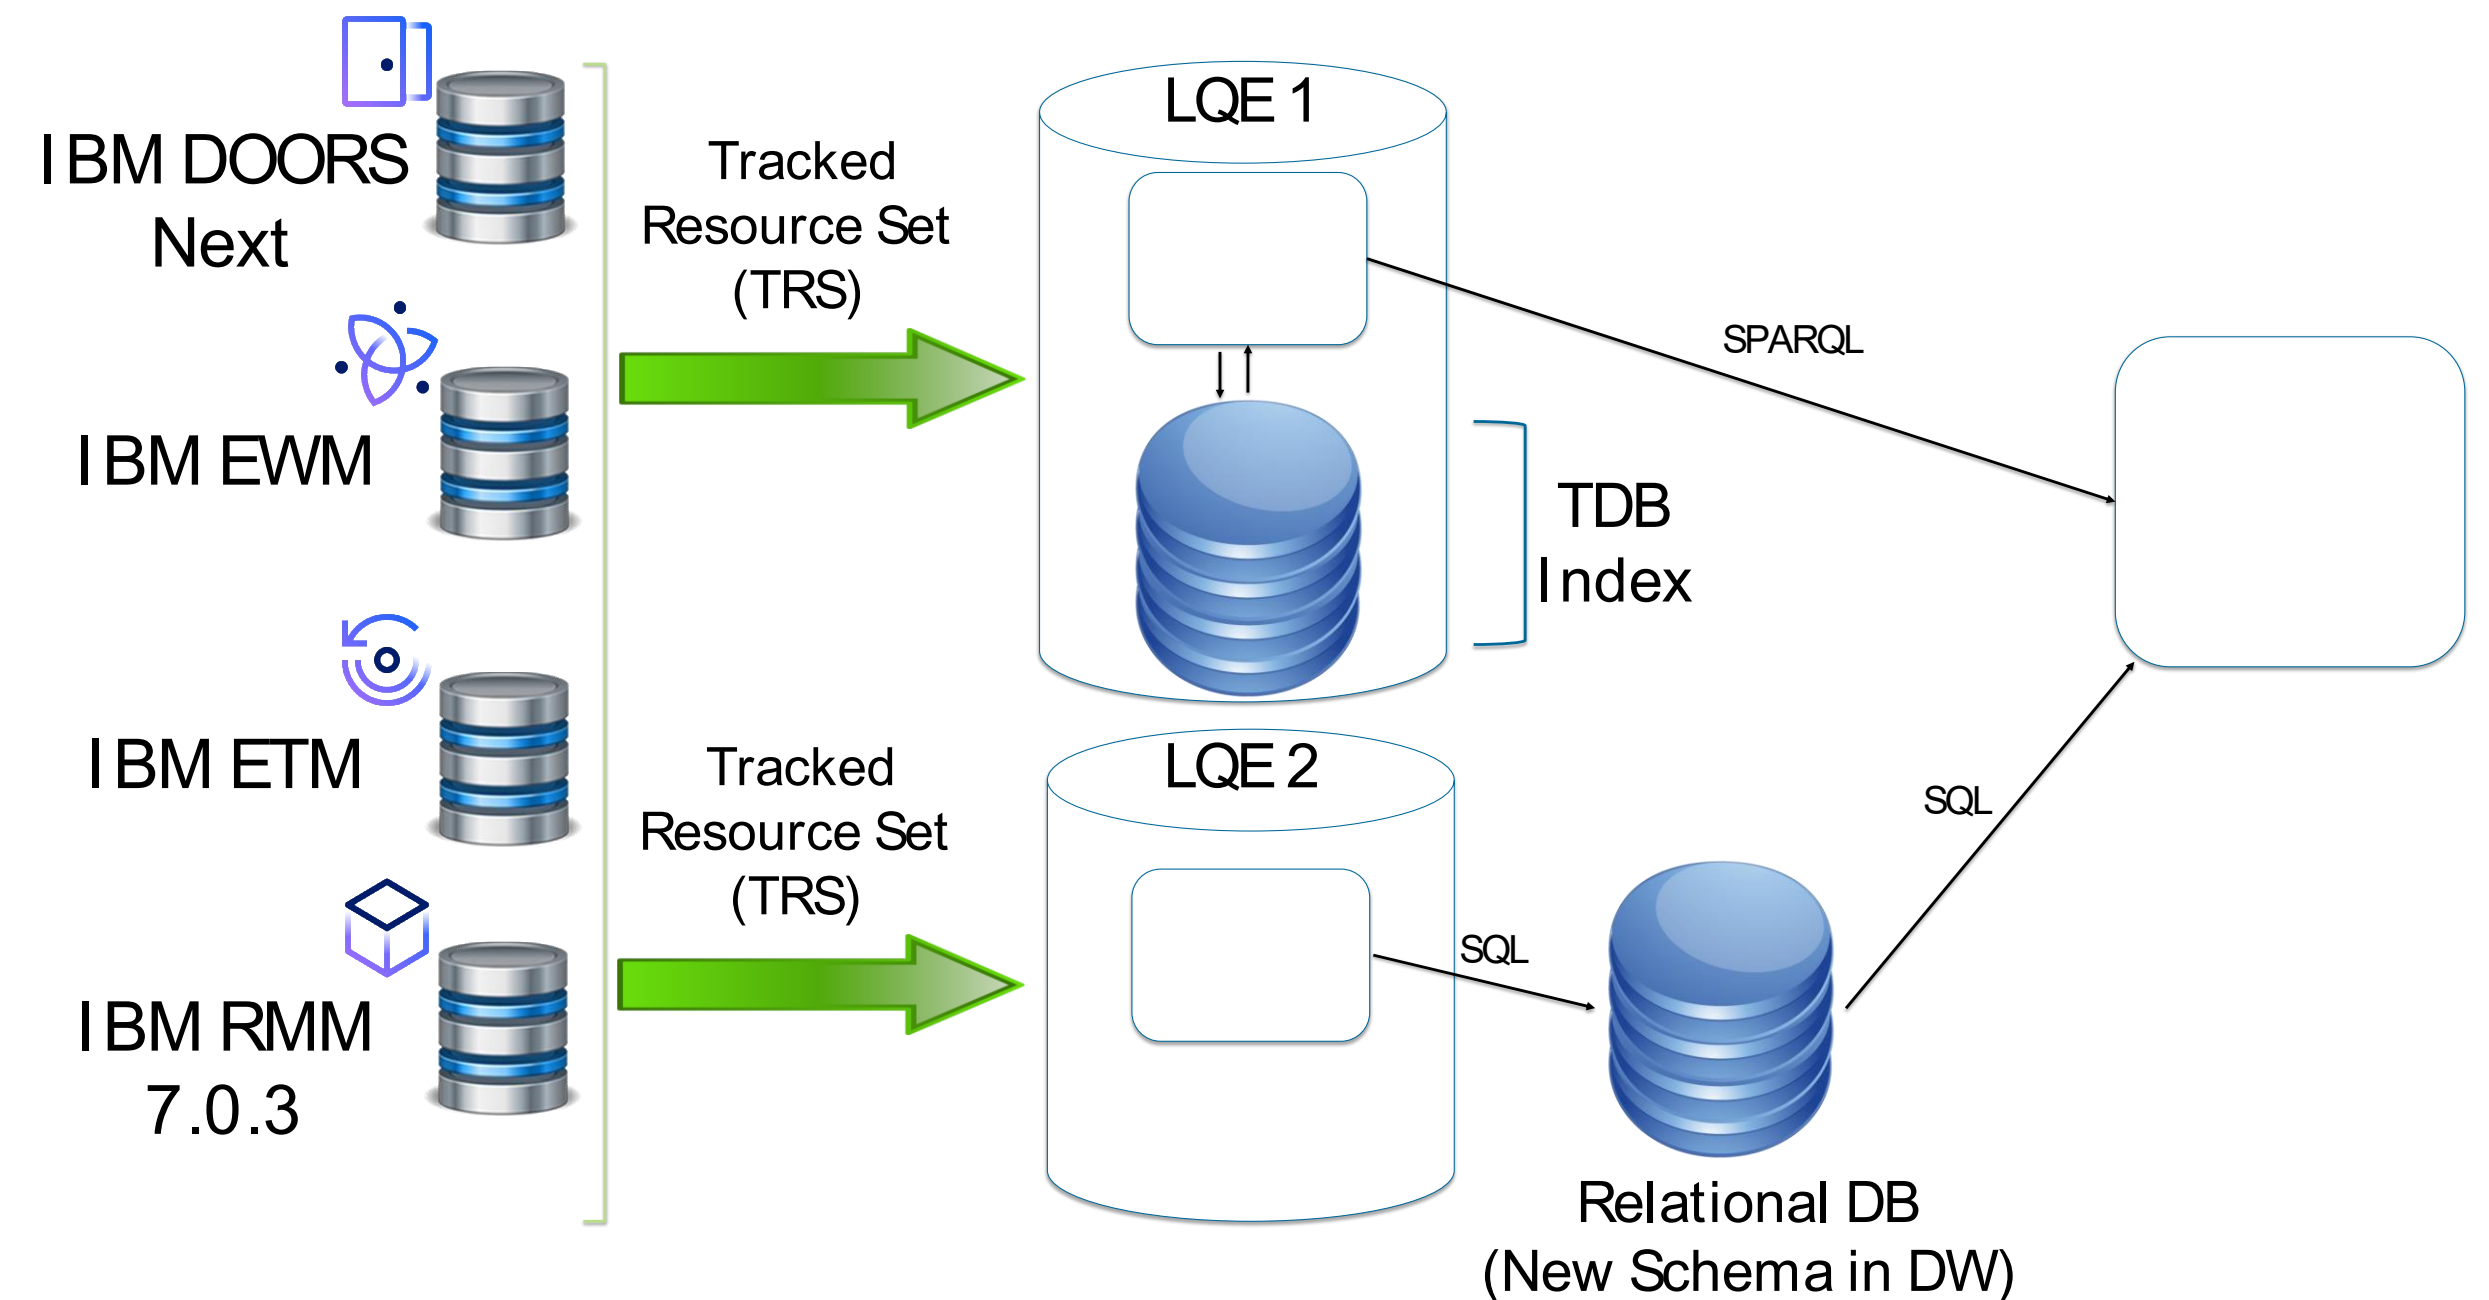 IBM DOORS
Next
IBM EWM
IBM ETM
IBM RMM
7.0.3
Tracked
Resource Set
(TRS)
Tracked
Resource Set
(TRS)
LQE 1
TDB
Index
SPARQL
LQE 2
SQL
SQL
Relational DB
(New Schema in DW)